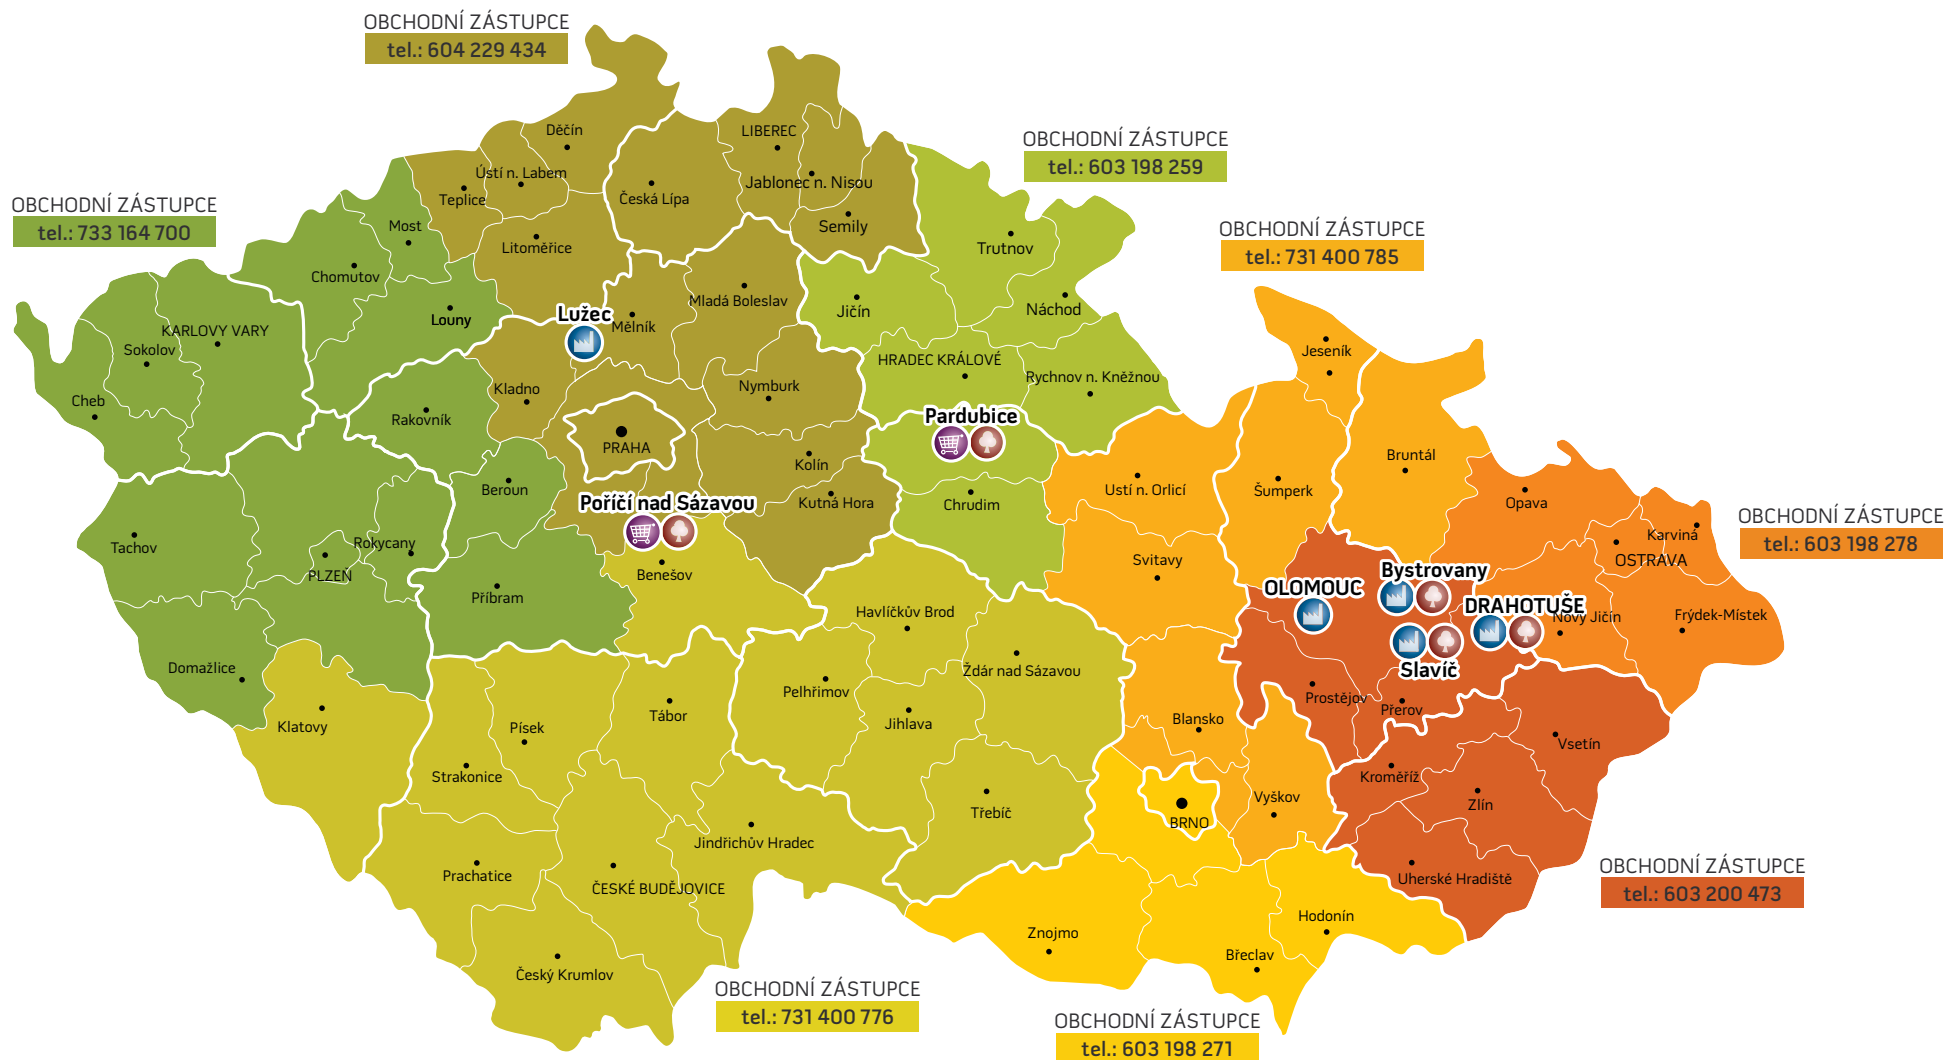 OBCHODNÍ ZÁSTUPCE
tel.: 604 229 434
OBCHODNÍ ZÁSTUPCE
tel.: 603 198 259
OBCHODNÍ ZÁSTUPCE
tel.: 733 164 700
OBCHODNÍ ZÁSTUPCE
tel.: 731 400 785
Děčín
LIBEREC
Ústí n. Labem
Teplice
Česká Lípa
Jablonec n. Nisou
Semily
Most
Litoměřice
Trutnov
Chomutov
Mladá Boleslav
Jičín
Náchod
Louny
Lužec
Mělník
KARLOVY VARY
Sokolov
Jeseník
HRADEC KRÁLOVÉ
Rychnov n. Kněžnou
Kladno
Nymburk
Cheb
Rakovník
Pardubice
PRAHA
Kolín
Bruntál
Beroun
Poříčí nad Sázavou
Kutná Hora
Chrudim
Ustí n. Orlicí
Šumperk
Opava
OBCHODNÍ ZÁSTUPCE
tel.: 603 198 278
Karviná
OSTRAVA
Tachov
Rokycany
PLZEŇ
Benešov
Svitavy
Bystrovany
OLOMOUC
DRAHOTUŠE
Nový Jičín
Frýdek-Místek
Příbram
Havlíčkův Brod
Domažlice
Ždár nad Sázavou
Slavíč
Pelhřimov
Prostějov
Přerov
Klatovy
Písek
Tábor
Jihlava
Blansko
Vsetín
Strakonice
Kroměříž
Vyškov
Zlín
Třebíč
BRNO
Jindřichův Hradec
Prachatice
ČESKÉ BUDĚJOVICE
Uherské Hradiště
OBCHODNÍ ZÁSTUPCE
tel.: 603 200 473
Hodonín
Znojmo
Břeclav
Český Krumlov
OBCHODNÍ ZÁSTUPCE
tel.: 731 400 776
OBCHODNÍ ZÁSTUPCE
tel.: 603 198 271